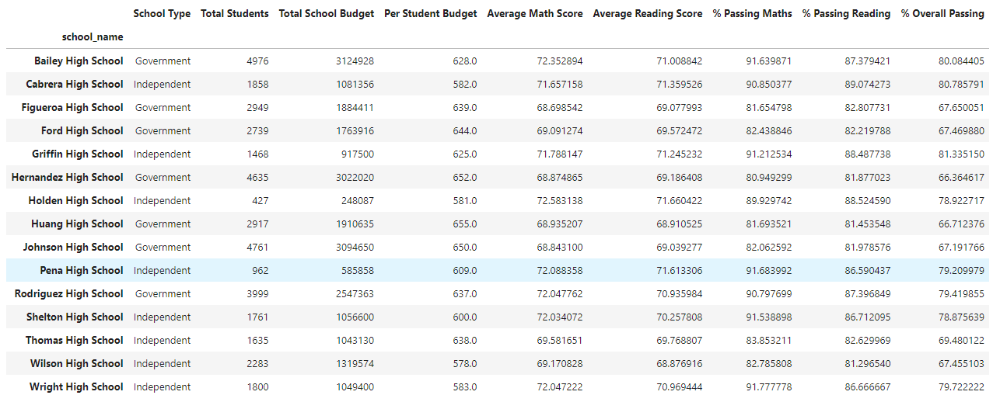 School Type Total Students Total School Budget Per Student Budget Average Math Score Average Reading Score % Passing Maths % Passing Reading % Overall Passing
school_name
Bailey High School Government 4976 3124928 628.0 72.352894 71.008842 91.639871 87.379421 80.084405
Cabrera High School Independent 1858 1081356 582.0 71.657158 71.359526 90.850377 89.074273 80.785791
Figueroa High School Government 2949 1884411 639.0 68.698542 69.077993 81.654798 82.807731 67.650051
Ford High School Government 2739 1763916 644.0 69.091274 69.572472 82.438846 82.219788 67.469880
Griffin High School Independent 1468 917500 625.0 71.788147 71.245232 91.212534 88.487738 81.335150
Hernandez High School Government 4635 3022020 652.0 68.874865 69.186408 80.949299 81.877023 66.364617
Holden High School Independent 427 248087 581.0 72.583138 71.660422 89.929742 88.524590 78.922717
Huang High School Government 2917 1910635 655.0 68.935207 68.910525 81.693521 81.453548 66.712376
Johnson High School Government 4761 3094650 650.0 68.843100 69.039277 82.062592 81.978576 67.191766
Pena High School Independent 962 585858 609.0 72.088358 71.613306 91.683992 86.590437 79.209979
Rodriguez High School Government 3999 2547363 637.0 72.047762 70.935984 90.797699 87.396849 79.419855
Shelton High School Independent 1761 1056600 600.0 72.034072 70.257808 91.538898 86.712095 78.875639
Thomas High School Independent 1635 1043130 638.0 69.581651 69.768807 83.853211 82.629969 69.480122
Wilson High School Independent 2283 1319574 578.0 69.170828 68.876916 82.785808 81.296540 67.455103
Wright High School Independent 1800 1049400 583.0 72.047222 70.969444 91.777778 86.666667 79.722222